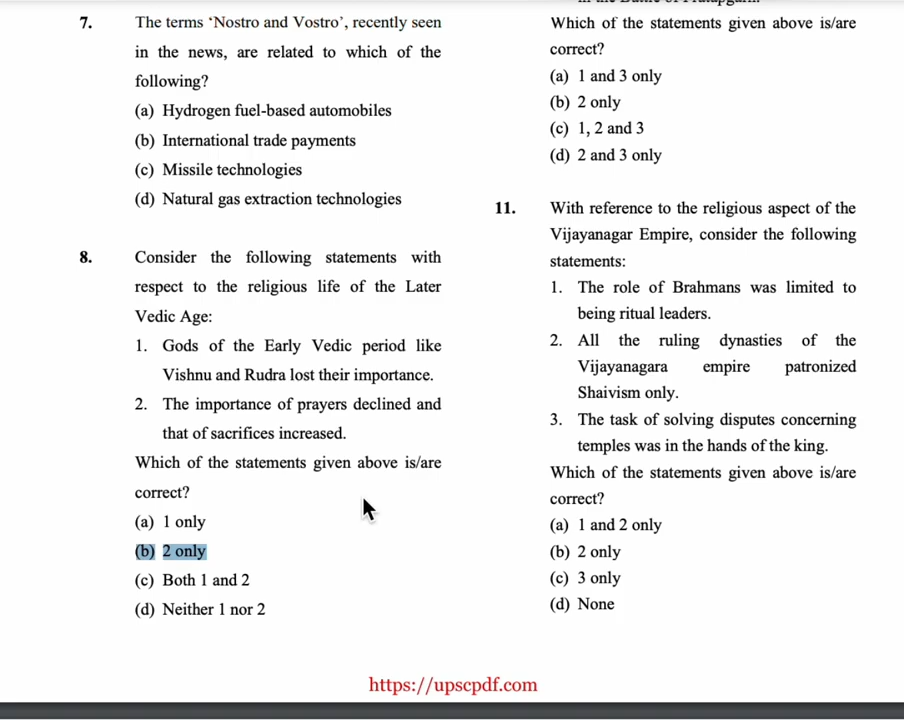 7. The terms ‘Nostro and Vostro’, recently seen
in the news, are related to which of the
following?
(a) Hydrogen fuel-based automobiles
(b) International trade payments
(c) Missile technologies
(d) Natural gas extraction technologies
8. Consider the following statements with
respect to the religious life of the Later
Vedic Age:
1. Gods of the Early Vedic period like
Vishnu and Rudra lost their importance.
2. The importance of prayers declined and
that of sacrifices increased.
Which of the statements given above is/are
correct?
(a) 1 only
(b) 2 only
(c) Both 1 and 2
(d) Neither 1 nor 2
Which of the statements given above is/are
correct?
(a) 1 and 3 only
(b) 2 only
(c) 1, 2 and 3
(d) 2 and 3 only
11. With reference to the religious aspect of the
Vijayanagar Empire, consider the following
statements:
1. The role of Brahmans was limited to
being ritual leaders.
2. All the ruling dynasties of the
Vijayanagara empire patronized
Shaivism only.
3. The task of solving disputes concerning
temples was in the hands of the king.
Which of the statements given above is/are
correct?
(a) 1 and 2 only
(b) 2 only
(c) 3 only
(d) None
https://upscpdf.com